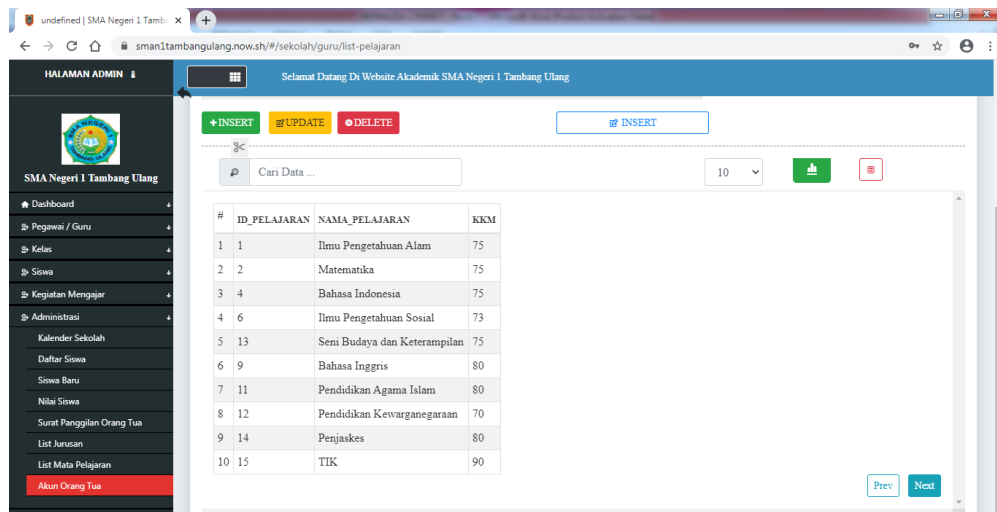 undefined | SMA Negeri 1 Tamba
sman1tambangulang.now.sh/#/sekolah/guru/list-pelajaran
HALAMAN ADMIN
Selamat Datang Di Website Akademik SMA Negeri 1 Tambang Ulang
SMA Negeri 1 Tambang Ulang
Dashboard
Pegawai / Guru
Kelas
Siswa
Kegiatan Mengajar
Administrasi
Kalender Sekolah
Daftar Siswa
Siswa Baru
Nilai Siswa
Surat Panggilan Orang Tua
List Jurusan
List Mata Pelajaran
Akun Orang Tua
+INSERT UPDATE DELETE INSERT
Cari Data ... 10
# ID_PELAJARAN NAMA_PELAJARAN KKM
1 1 Ilmu Pengetahuan Alam 75
2 2 Matematika 75
3 4 Bahasa Indonesia 75
4 6 Ilmu Pengetahuan Sosial 73
5 13 Seni Budaya dan Keterampilan 75
6 9 Bahasa Inggris 80
7 11 Pendidikan Agama Islam 80
8 12 Pendidikan Kewarganegaraan 70
9 14 Penjaskes 80
10 15 TIK 90
Prev Next